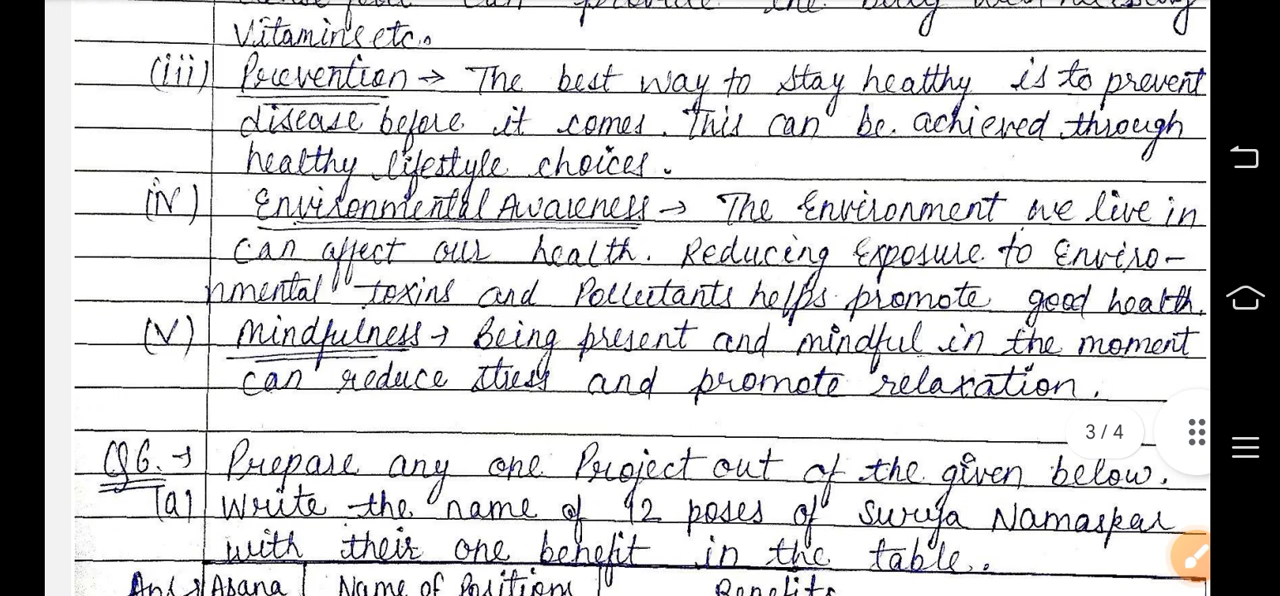 can provide the body
Vitamins etc.
(iii) Prevention → The best way to stay healthy is to prevent
disease before it comes. This can be achieved through
healthy lifestyle choices.
(iv) Environmental Awareness → The Environment we live in
can affect our health. Reducing Exposure to Enviro-
nmental toxins and Pollutants helps promote good health.
(v) Mindfulness → Being present and mindful in the moment
can reduce stress and promote relaxation.
3/4
Q6. → Prepare any one Project out of the given below.
(a) Write the name of 12 poses of Surya Namaskar
with their one benefit in the table.
Ans → Asana Name of Positions Benefits